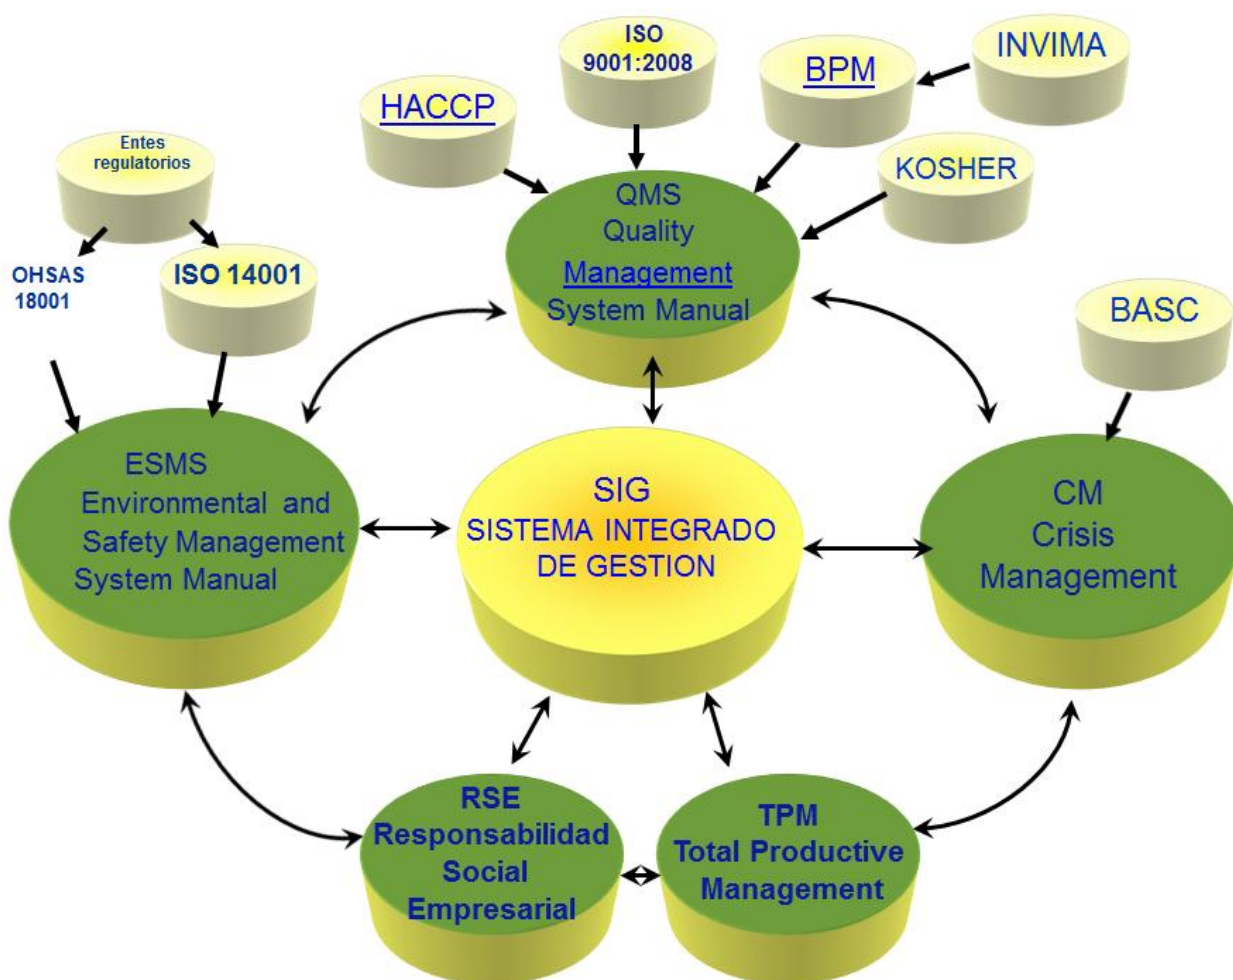 ISO
9001:2008
BPM
INVIMA
HACCP
KOSHER
Entes
regulatorios
OHSAS
18001
ISO 14001
QMS
Quality
Management
System Manual
BASC
ESMS
Environmental and
Safety Management
System Manual
SIG
SISTEMA INTEGRADO
DE GESTION
CM
Crisis
Management
RSE
Responsabilidad
Social
Empresarial
TPM
Total Productive
Management